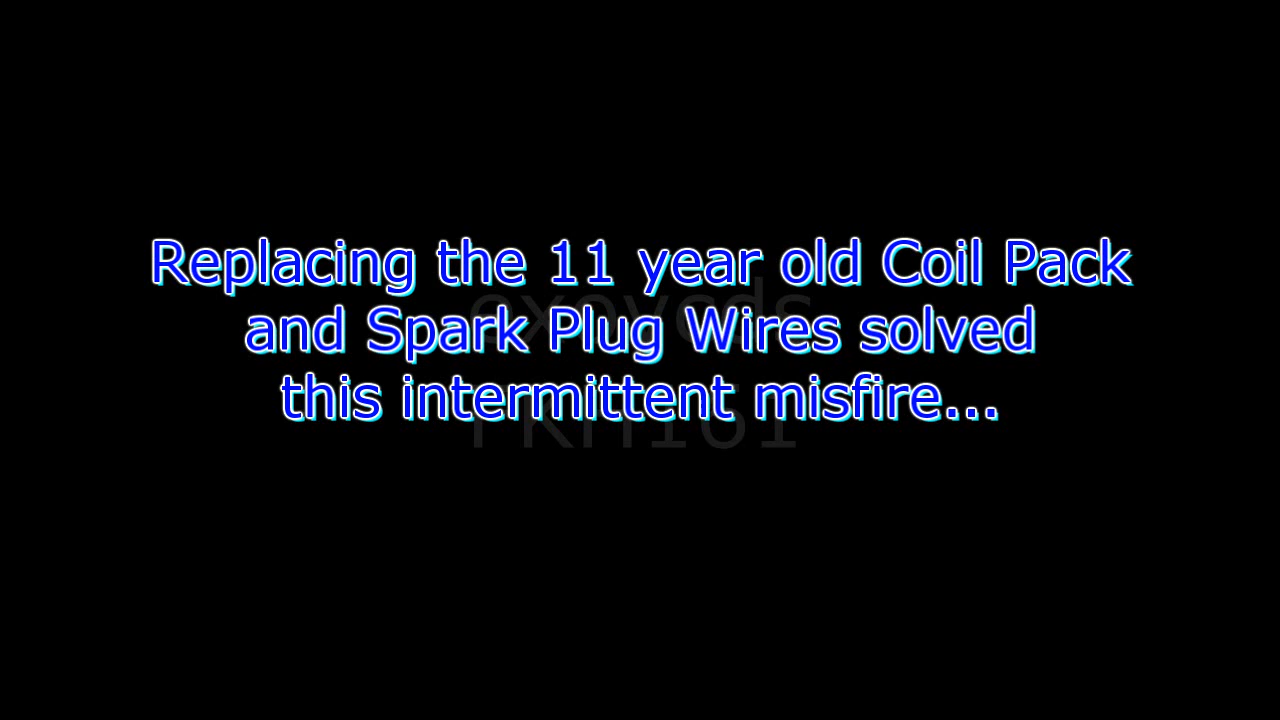 Replacing the 11 year old Coil Pack
and Spark Plug Wires solved
this intermittent misfire...